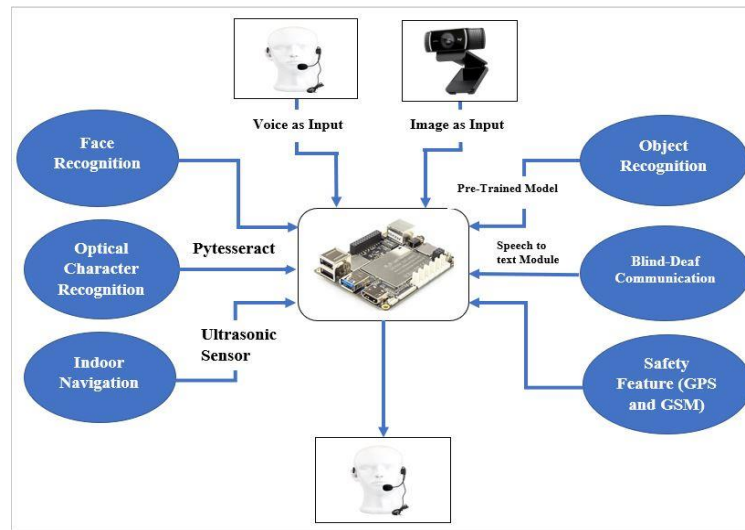 Voice as Input
Image as Input
Face
Recognition
Object
Recognition
Pre-Trained Model
Optical
Character
Recognition
Pytesseract
Speech to
text Module
Blind-Deaf
Communication
Indoor
Navigation
Ultrasonic
Sensor
Safety
Feature (GPS
and GSM)